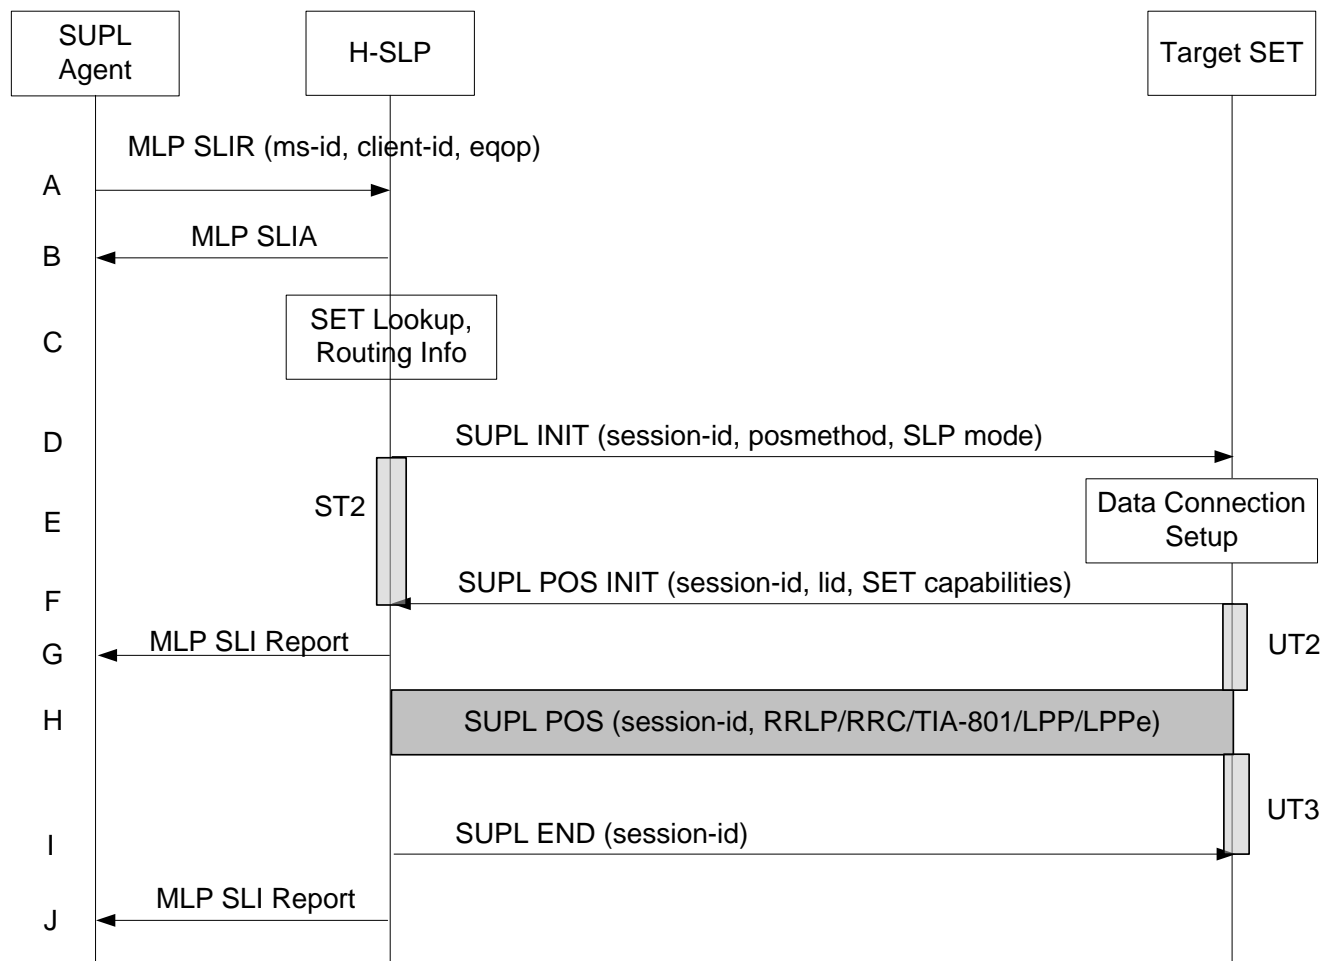 SUPL
Agent
H-SLP
Target SET
MLP SLIR (ms-id, client-id, eqop)
A
MLP SLIA
B
SET Lookup,
Routing Info
C
SUPL INIT (session-id, posmethod, SLP mode)
D
ST2
Data Connection
Setup
E
SUPL POS INIT (session-id, lid, SET capabilities)
F
MLP SLI Report
G
UT2
H
SUPL POS (session-id, RRLP/RRC/TIA-801/LPP/LPPe)
UT3
SUPL END (session-id)
I
MLP SLI Report
J